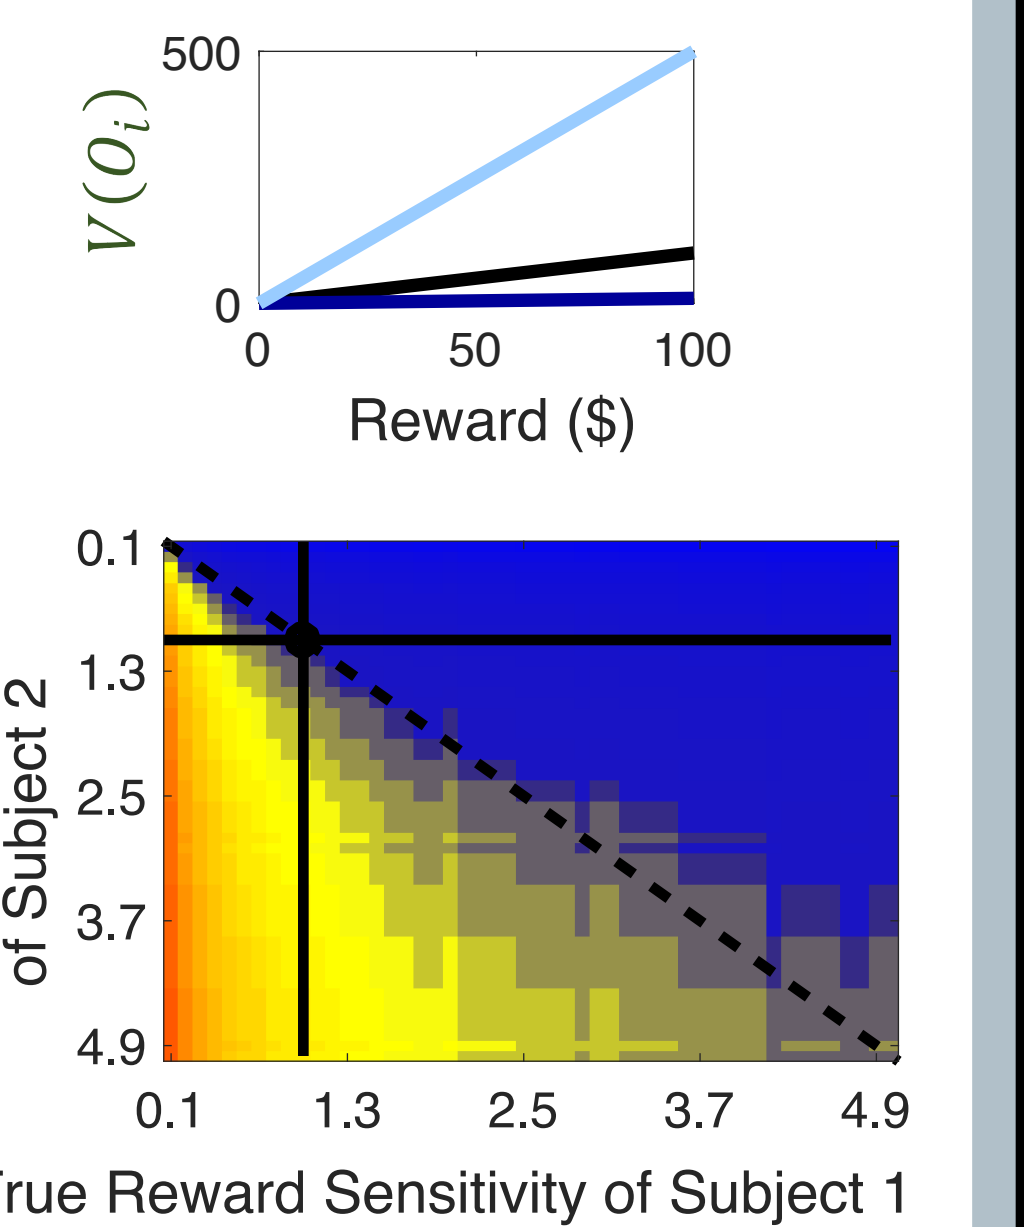 500
V(O_i)
0
0 50 100
Reward ($)
0.1
1.3
2.5
3.7
4.9
of Subject 2
0.1 1.3 2.5 3.7 4.9
True Reward Sensitivity of Subject 1